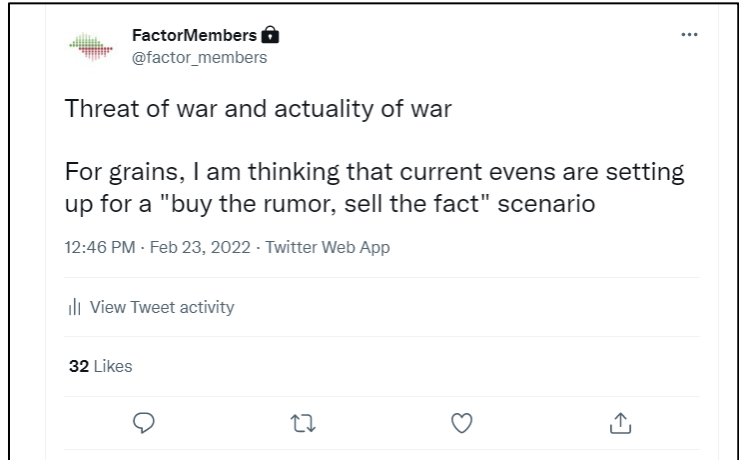 FactorMembers
@factor_members
Threat of war and actuality of war
For grains, I am thinking that current evens are setting
up for a "buy the rumor, sell the fact" scenario
12:46 PM · Feb 23, 2022 · Twitter Web App
View Tweet activity
32 Likes